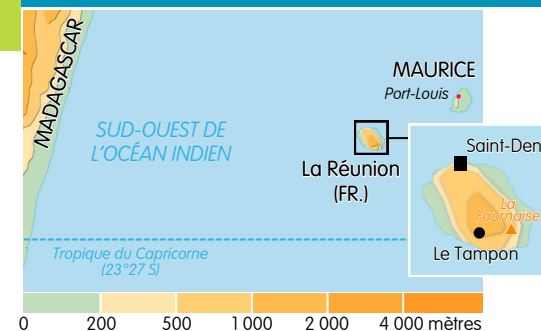 MADAGASCAR
MAURICE
Port-Louis
SUD-OUEST DE
L'OCÉAN INDIEN
La Réunion
(FR.)
Saint-Den
La
Fournaise
Le Tampon
Tropique du Capricorne
(23°27 S)
0 200 500 1 000 2 000 4 000 mètres